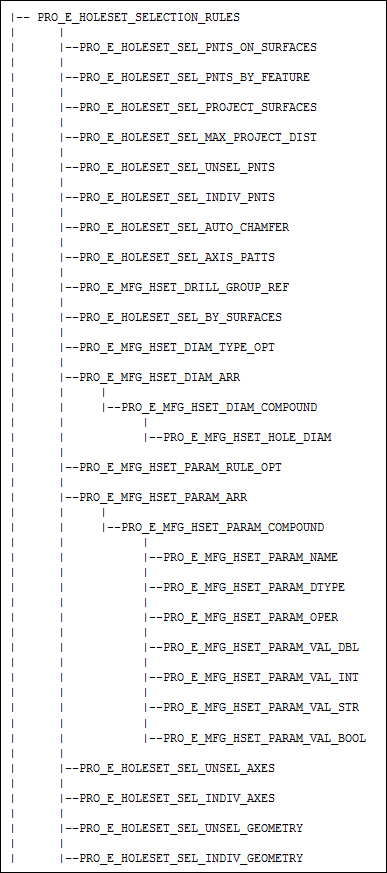 |-- PRO_E_HOLESET_SELECTION_RULES
|--PRO_E_HOLESET_SEL_PNTS_ON_SURFACES
|--PRO_E_HOLESET_SEL_PNTS_BY_FEATURE
|--PRO_E_HOLESET_SEL_PROJECT_SURFACES
|--PRO_E_HOLESET_SEL_MAX_PROJECT_DIST
|--PRO_E_HOLESET_SEL_UNSEL_PNTS
|--PRO_E_HOLESET_SEL_INDIV_PNTS
|--PRO_E_HOLESET_SEL_AUTO_CHAMFER
|--PRO_E_HOLESET_SEL_AXIS_PATTS
|--PRO_E_MFG_HSET_DRILL_GROUP_REF
|--PRO_E_HOLESET_SEL_BY_SURFACES
|--PRO_E_MFG_HSET_DIAM_TYPE_OPT
|--PRO_E_MFG_HSET_DIAM_ARR
|--PRO_E_MFG_HSET_DIAM_COMPOUND
|--PRO_E_MFG_HSET_HOLE_DIAM
|--PRO_E_MFG_HSET_PARAM_RULE_OPT
|--PRO_E_MFG_HSET_PARAM_ARR
|--PRO_E_MFG_HSET_PARAM_COMPOUND
|--PRO_E_MFG_HSET_PARAM_NAME
|--PRO_E_MFG_HSET_PARAM_DTYPE
|--PRO_E_MFG_HSET_PARAM_OPER
|--PRO_E_MFG_HSET_PARAM_VAL_DBL
|--PRO_E_MFG_HSET_PARAM_VAL_INT
|--PRO_E_MFG_HSET_PARAM_VAL_STR
|--PRO_E_MFG_HSET_PARAM_VAL_BOOL
|--PRO_E_HOLESET_SEL_UNSEL_AXES
|--PRO_E_HOLESET_SEL_INDIV_AXES
|--PRO_E_HOLESET_SEL_UNSEL_GEOMETRY
|--PRO_E_HOLESET_SEL_INDIV_GEOMETRY